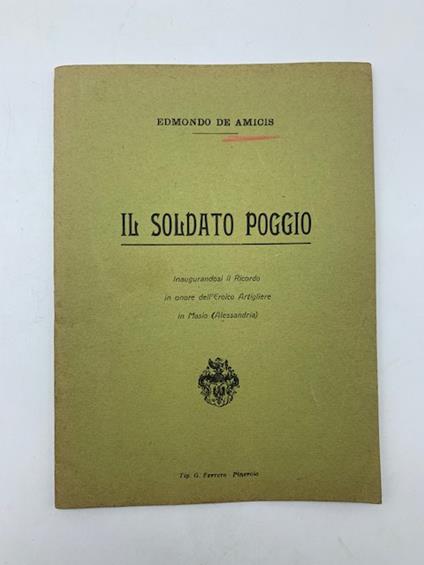 EDMONDO DE AMICIS
IL SOLDATO POGGIO
Inaugurandosi il Ricordo
in onore dell'Eroico Artigliere
in Masio (Alessandria)
Tip. G. Ferrero - Pinerolo